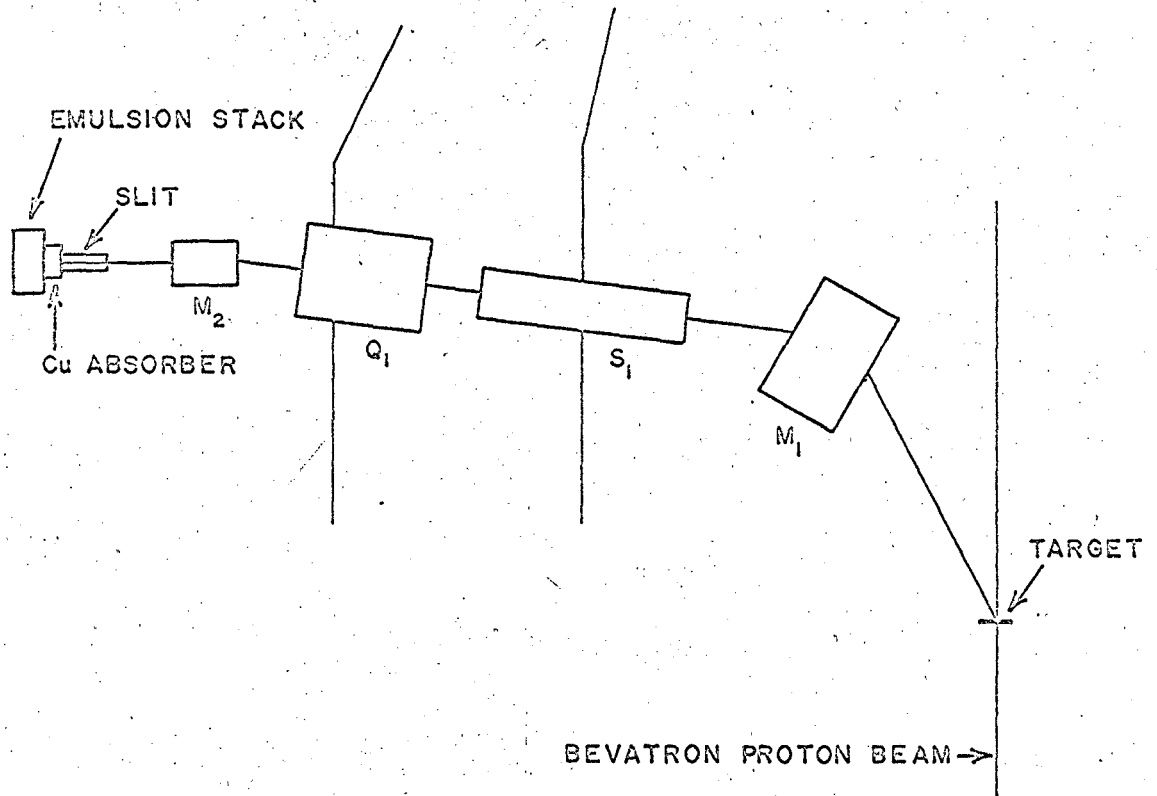 EMULSION STACK
SLIT
M2
Cu ABSORBER
Q1
S1
M1
TARGET
BEVATRON PROTON BEAM